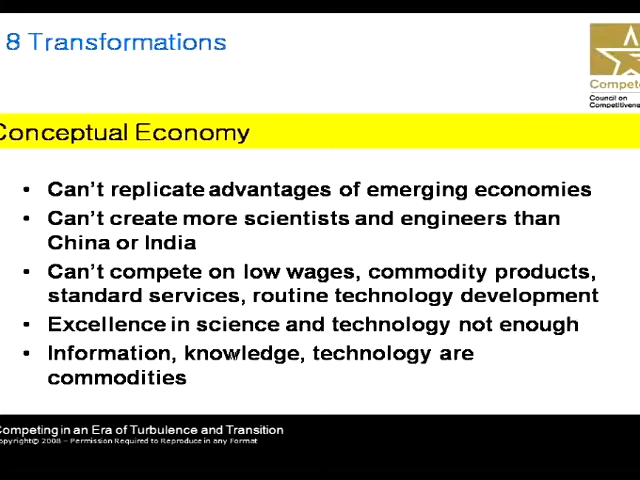 8 Transformations
Compete
Council on
Competitivenes
Conceptual Economy
• Can't replicate advantages of emerging economies
• Can't create more scientists and engineers than
China or India
• Can't compete on low wages, commodity products,
standard services, routine technology development
• Excellence in science and technology not enough
• Information, knowledge, technology are
commodities
Competing in an Era of Turbulence and Transition
Copyright© 2008 – Permission Required to Reproduce in any Format